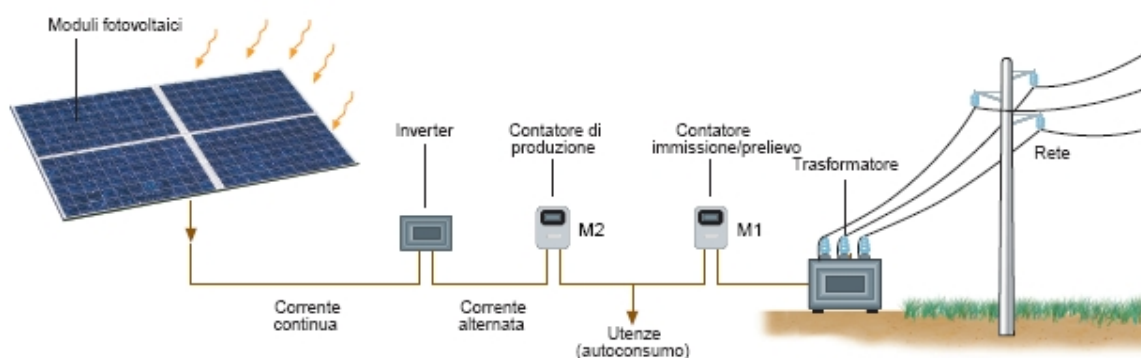 Moduli fotovoltaici
Inverter
Contatore di
produzione
Contatore
immissione/prelievo
Trasformatore
Rete
M2
M1
Corrente
continua
Corrente
alternata
Utenze
(autoconsumo)